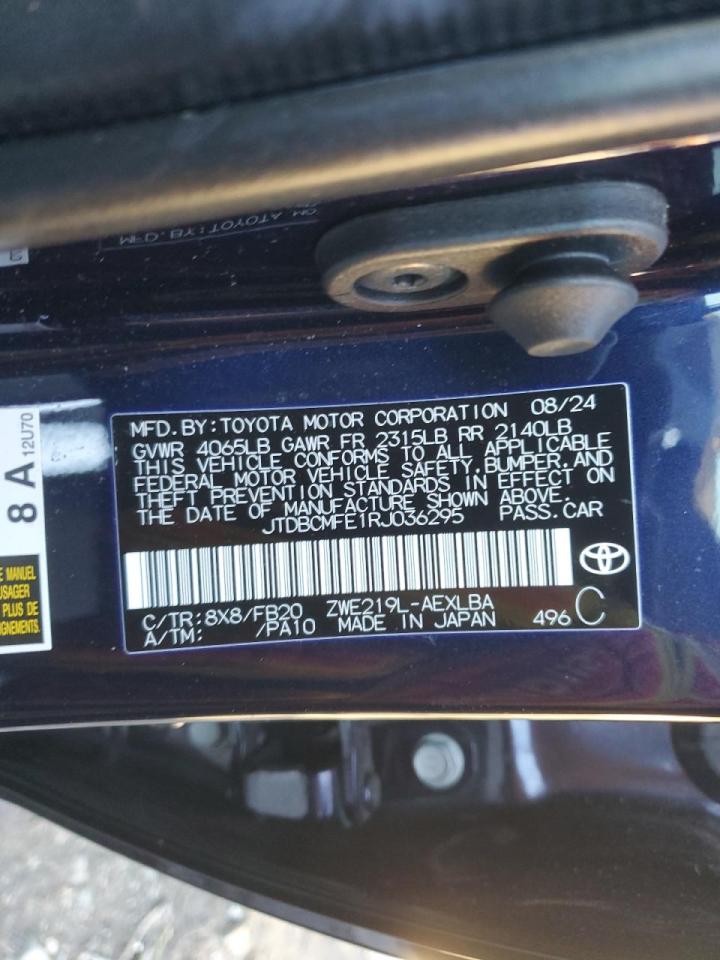 MFD.BY:TOYOTA MOTOR CORPORATION 08/24
GVWR 4065LB GAWR FR 2315LB RR 2140LB
THIS VEHICLE CONFORMS TO ALL APPLICABLE
FEDERAL MOTOR VEHICLE SAFETY,BUMPER,AND
THEFT PREVENTION STANDARDS IN EFFECT ON
THE DATE OF MANUFACTURE SHOWN ABOVE.
JTDBCMFE1RJ036295 PASS.CAR
C/TR:8X8/FB20 ZWE219L-AEXLBA
A/TM: /PA10 MADE IN JAPAN 496 C
8 A 12U70
E MANUEL
USAGER
PLUS DE
IGNEMENTS.